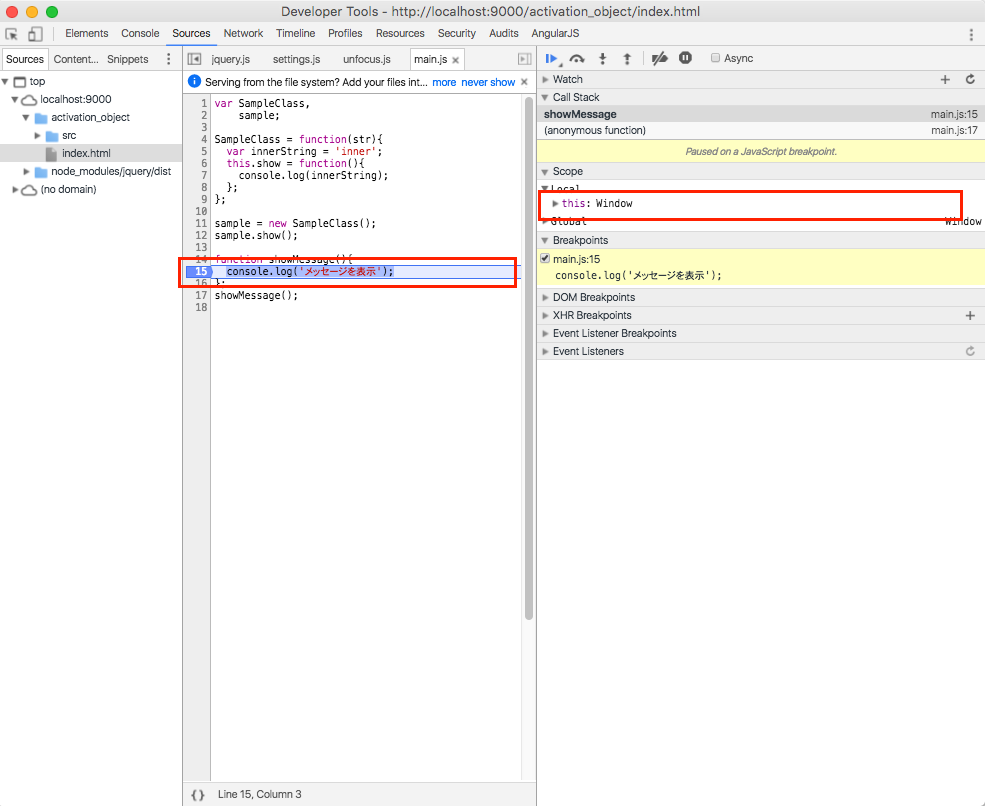 Developer Tools - http://localhost:9000/activation_object/index.html
Elements Console Sources Network Timeline Profiles Resources Security Audits AngularJS
Sources Content... Snippets
jquery.js settings.js unfocus.js main.js ×
Async
top
localhost:9000
activation_object
src
index.html
node_modules/jquery/dist
(no domain)
Serving from the file system? Add your files int... more never show ×
1 var SampleClass,
2 sample;
3
4 SampleClass = function(str){
5 var innerString = 'inner';
6 this.show = function(){
7 console.log(innerString);
8 };
9 };
10
11 sample = new SampleClass();
12 sample.show();
13
14 function showMessage(){
15 console.log('メッセージを表示');
16 };
17 showMessage();
18
{ } Line 15, Column 3
Watch
Call Stack
showMessage main.js:15
(anonymous function) main.js:17
Paused on a JavaScript breakpoint.
Scope
Local
this: Window
Global Window
Breakpoints
main.js:15
console.log('メッセージを表示');
DOM Breakpoints
XHR Breakpoints
Event Listener Breakpoints
Event Listeners